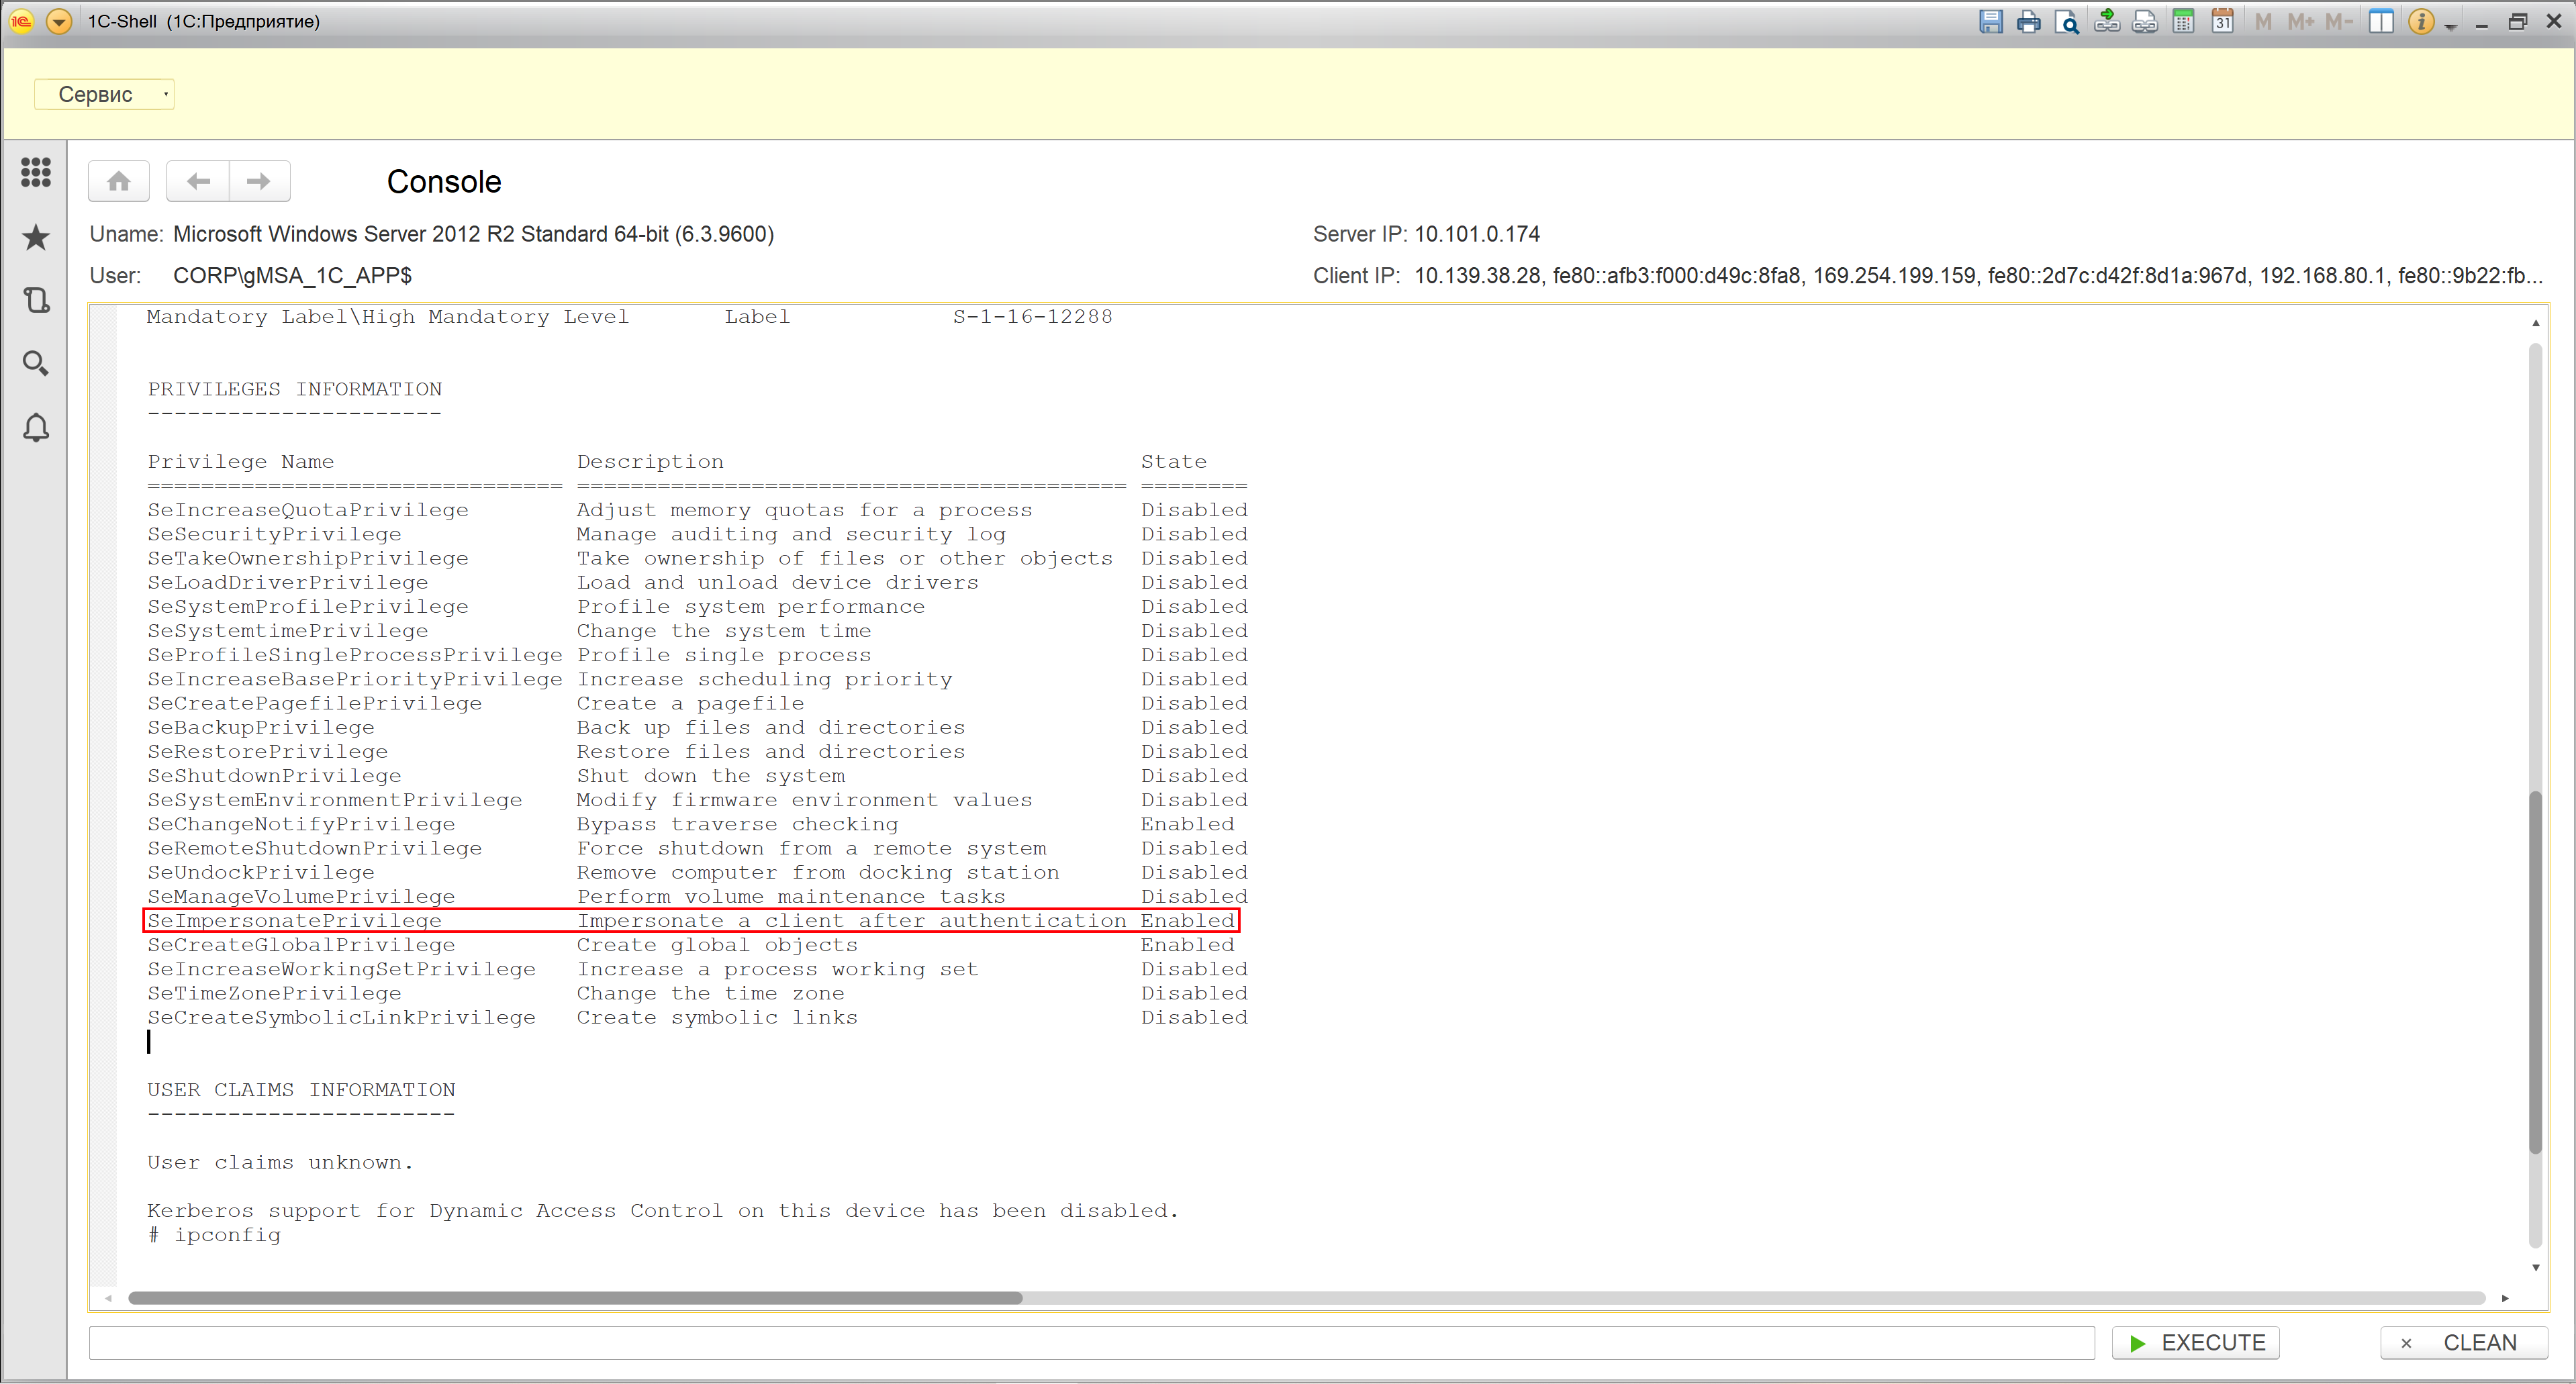 1C-Shell (1С:Предприятие)
31 M M+ M- i
Сервис
Console
Uname: Microsoft Windows Server 2012 R2 Standard 64-bit (6.3.9600)
Server IP: 10.101.0.174
User: CORP\gMSA_1C_APP$
Client IP: 10.139.38.28, fe80::afb3:f000:d49c:8fa8, 169.254.199.159, fe80::2d7c:d42f:8d1a:967d, 192.168.80.1, fe80::9b22:fb...
Mandatory Label\High Mandatory Level Label S-1-16-12288
PRIVILEGES INFORMATION
----------------------
Privilege Name Description State
=============================== ========================================= ========
SeIncreaseQuotaPrivilege Adjust memory quotas for a process Disabled
SeSecurityPrivilege Manage auditing and security log Disabled
SeTakeOwnershipPrivilege Take ownership of files or other objects Disabled
SeLoadDriverPrivilege Load and unload device drivers Disabled
SeSystemProfilePrivilege Profile system performance Disabled
SeSystemtimePrivilege Change the system time Disabled
SeProfileSingleProcessPrivilege Profile single process Disabled
SeIncreaseBasePriorityPrivilege Increase scheduling priority Disabled
SeCreatePagefilePrivilege Create a pagefile Disabled
SeBackupPrivilege Back up files and directories Disabled
SeRestorePrivilege Restore files and directories Disabled
SeShutdownPrivilege Shut down the system Disabled
SeSystemEnvironmentPrivilege Modify firmware environment values Disabled
SeChangeNotifyPrivilege Bypass traverse checking Enabled
SeRemoteShutdownPrivilege Force shutdown from a remote system Disabled
SeUndockPrivilege Remove computer from docking station Disabled
SeManageVolumePrivilege Perform volume maintenance tasks Disabled
SeImpersonatePrivilege Impersonate a client after authentication Enabled
SeCreateGlobalPrivilege Create global objects Enabled
SeIncreaseWorkingSetPrivilege Increase a process working set Disabled
SeTimeZonePrivilege Change the time zone Disabled
SeCreateSymbolicLinkPrivilege Create symbolic links Disabled
USER CLAIMS INFORMATION
-----------------------
User claims unknown.
Kerberos support for Dynamic Access Control on this device has been disabled.
# ipconfig
EXECUTE
× CLEAN